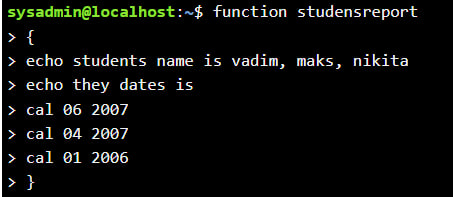 sysadmin@localhost:~$ function studensreport
> {
> echo students name is vadim, maks, nikita
> echo they dates is
> cal 06 2007
> cal 04 2007
> cal 01 2006
> }